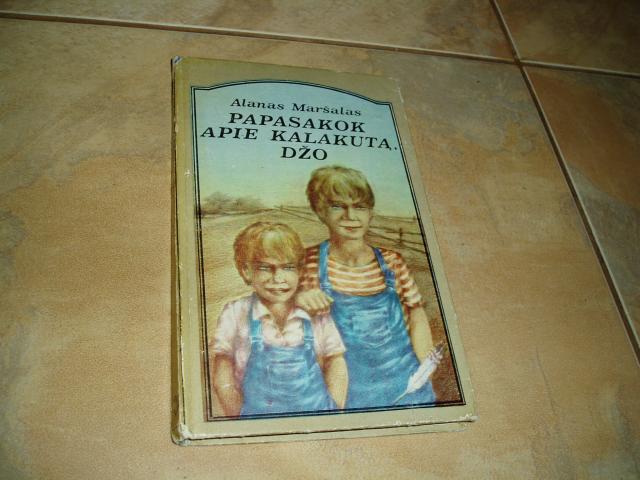 Alanas Maršalas
PAPASAKOK
APIE KALAKUTĄ,
DŽO